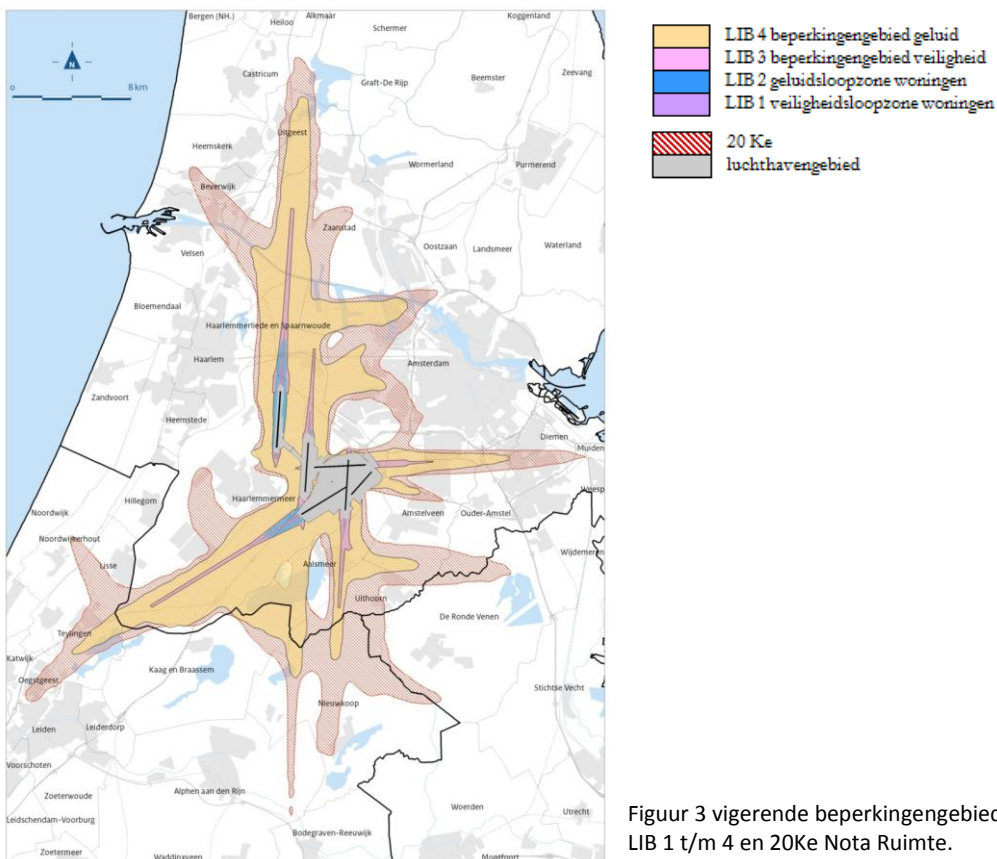 Bergen (NH.)
Alkmaar
Koggenland
Heiloo
Schermer
N
0 8 km
Castricum
Graft-De Rijp
Beemster
Zeevang
Uitgeest
Heemskerk
Wormerland
Purmerend
Beverwijk
Zaanstad
Oostzaan
Landsmeer
Waterland
Velsen
Bloemendaal
Haarlemmerliede en Spaarnwoude
Haarlem
Amsterdam
Zandvoort
Heemstede
Diemen
Muiden
Weesp
Haarlemmermeer
Hillegom
Amstelveen
Ouder-Amstel
Noordwijk
Noordwijkerhout
Wijdemeren
Lisse
Aalsmeer
Uithoorn
De Ronde Venen
Teylingen
Katwijk
Kaag en Braassem
Oegstgeest
Stichtse Vecht
Nieuwkoop
Leiden
Leiderdorp
Voorschoten
Alphen aan den Rijn
Zoeterwoude
Woerden
Utrecht
Leidschendam-Voorburg
Bodegraven-Reeuwijk
Zoetermeer
Waddinxveen
Montfoort
LIB 4 beperkingengebied geluid
LIB 3 beperkingengebied veiligheid
LIB 2 geluidsloopzone woningen
LIB 1 veiligheidsloopzone woningen
20 Ke
luchthavengebied
Figuur 3 vigerende beperkingengebied
LIB 1 t/m 4 en 20Ke Nota Ruimte.